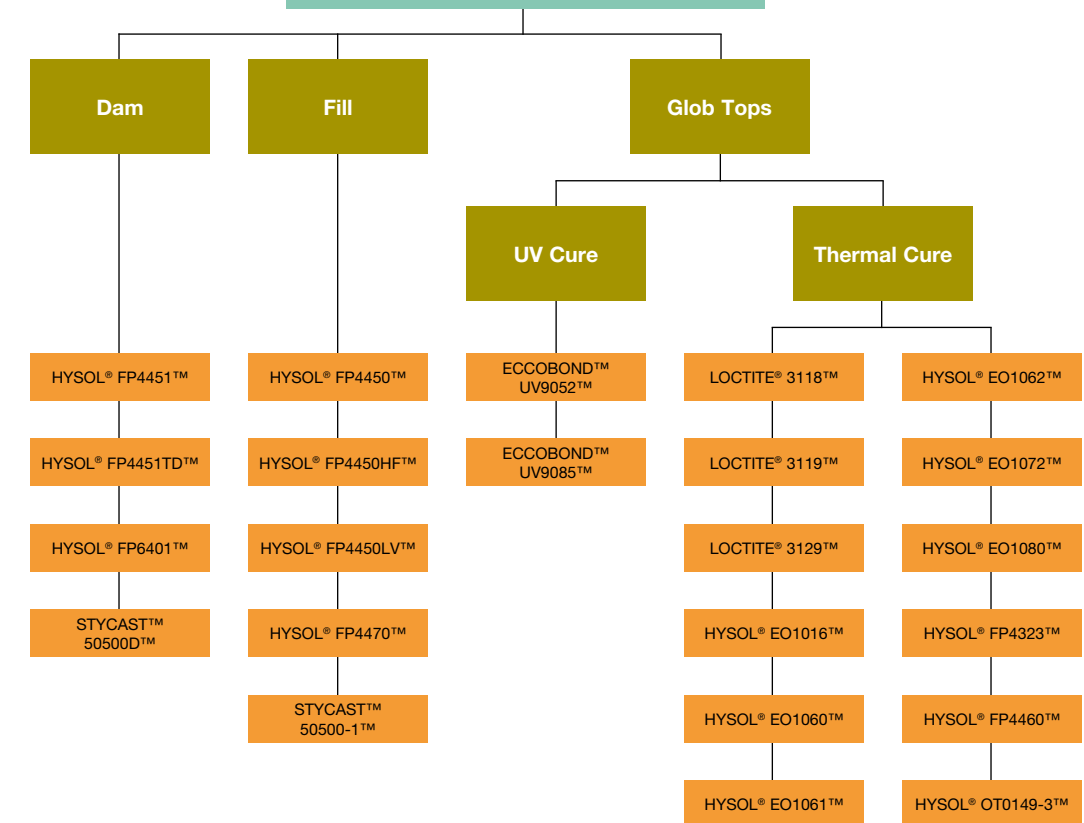 Dam
Fill
Glob Tops
UV Cure
Thermal Cure
HYSOL® FP4451™
HYSOL® FP4451TD™
HYSOL® FP6401™
STYCAST™
50500D™
HYSOL® FP4450™
HYSOL® FP4450HF™
HYSOL® FP4450LV™
HYSOL® FP4470™
STYCAST™
50500-1™
ECCOBOND™
UV9052™
ECCOBOND™
UV9085™
LOCTITE® 3118™
LOCTITE® 3119™
LOCTITE® 3129™
HYSOL® EO1016™
HYSOL® EO1060™
HYSOL® EO1061™
HYSOL® EO1062™
HYSOL® EO1072™
HYSOL® EO1080™
HYSOL® FP4323™
HYSOL® FP4460™
HYSOL® OT0149-3™